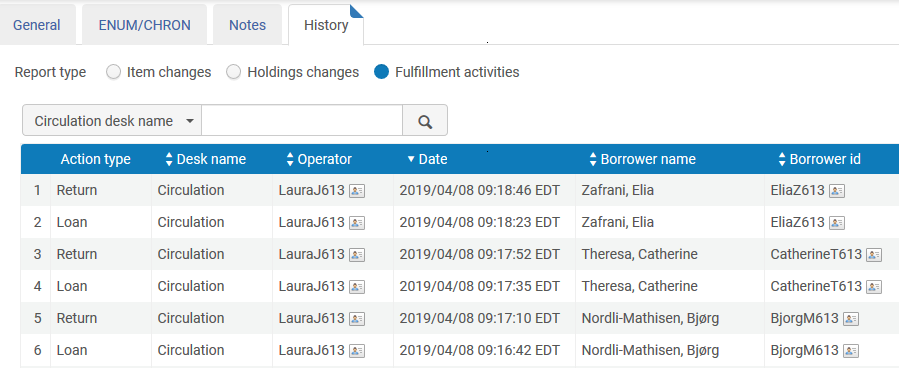 General ENUM/CHRON Notes History
Report type Item changes Holdings changes Fulfillment activities
Circulation desk name
Action type Desk name Operator Date Borrower name Borrower id
1 Return Circulation LauraJ613 2019/04/08 09:18:46 EDT Zafrani, Elia EliaZ613
2 Loan Circulation LauraJ613 2019/04/08 09:18:23 EDT Zafrani, Elia EliaZ613
3 Return Circulation LauraJ613 2019/04/08 09:17:52 EDT Theresa, Catherine CatherineT613
4 Loan Circulation LauraJ613 2019/04/08 09:17:35 EDT Theresa, Catherine CatherineT613
5 Return Circulation LauraJ613 2019/04/08 09:17:10 EDT Nordli-Mathisen, Bjørg BjorgM613
6 Loan Circulation LauraJ613 2019/04/08 09:16:42 EDT Nordli-Mathisen, Bjørg BjorgM613